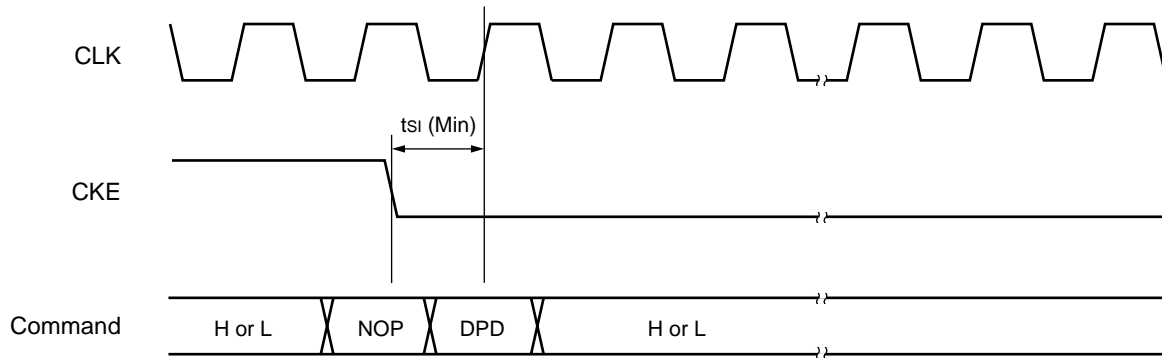 CLK
tSI (Min)
CKE
Command
H or L
NOP
DPD
H or L